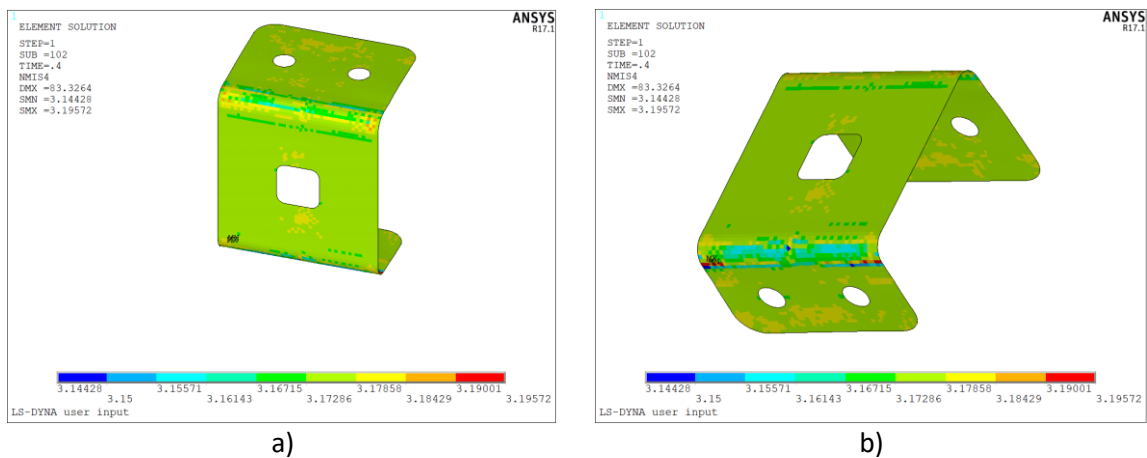 1
ELEMENT SOLUTION
STEP=1
SUB =102
TIME=.4
NMIS4
DMX =83.3264
SMN =3.14428
SMX =3.19572
ANSYS
R17.1
3.14428 3.15571 3.16715 3.17858 3.19001
3.15 3.16143 3.17286 3.18429 3.19572
LS-DYNA user input
a)
1
ELEMENT SOLUTION
STEP=1
SUB =102
TIME=.4
NMIS4
DMX =83.3264
SMN =3.14428
SMX =3.19572
ANSYS
R17.1
3.14428 3.15571 3.16715 3.17858 3.19001
3.15 3.16143 3.17286 3.18429 3.19572
LS-DYNA user input
b)